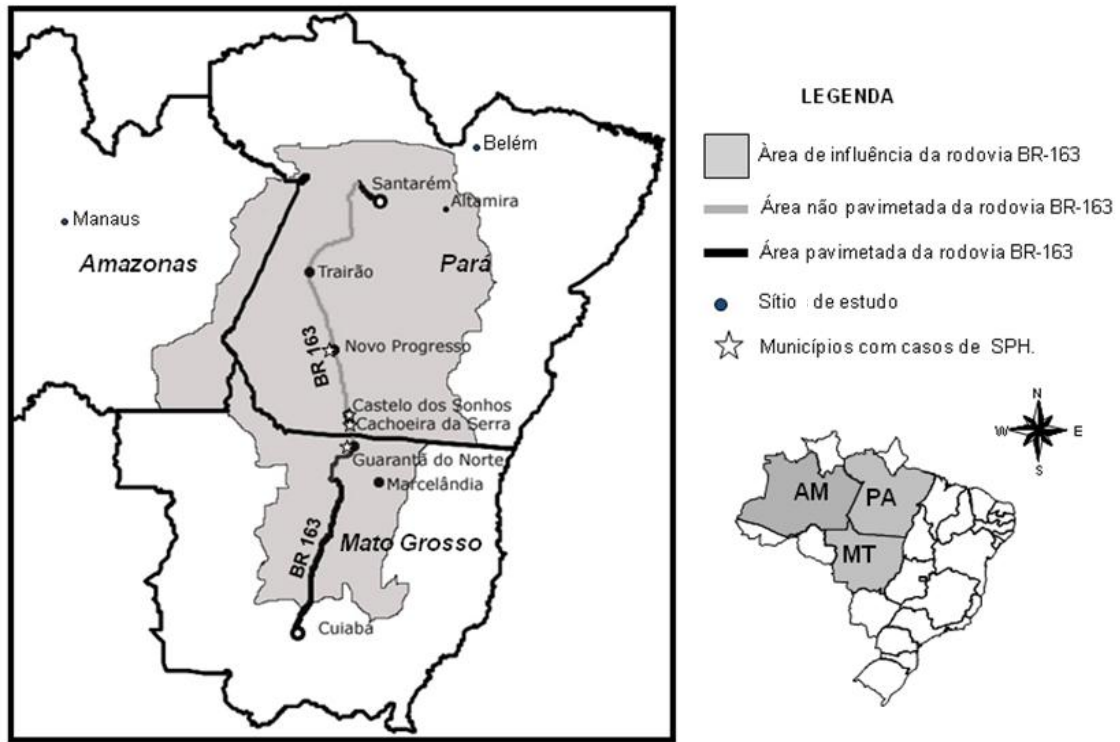 Belém
Santarém
Altamira
Manaus
Amazonas
Pará
Trairão
BR 163
Novo Progresso
Castelo dos Sonhos
Cachoeira da Serra
Guarantã do Norte
Marcelândia
BR 163
Mato Grosso
Cuiabá
LEGENDA
Àrea de influência da rodovia BR-163
Área não pavimetada da rodovia BR-163
Área pavimetada da rodovia BR-163
Sítio de estudo
Municípios com casos de SPH.
N
W E
S
AM
PA
MT